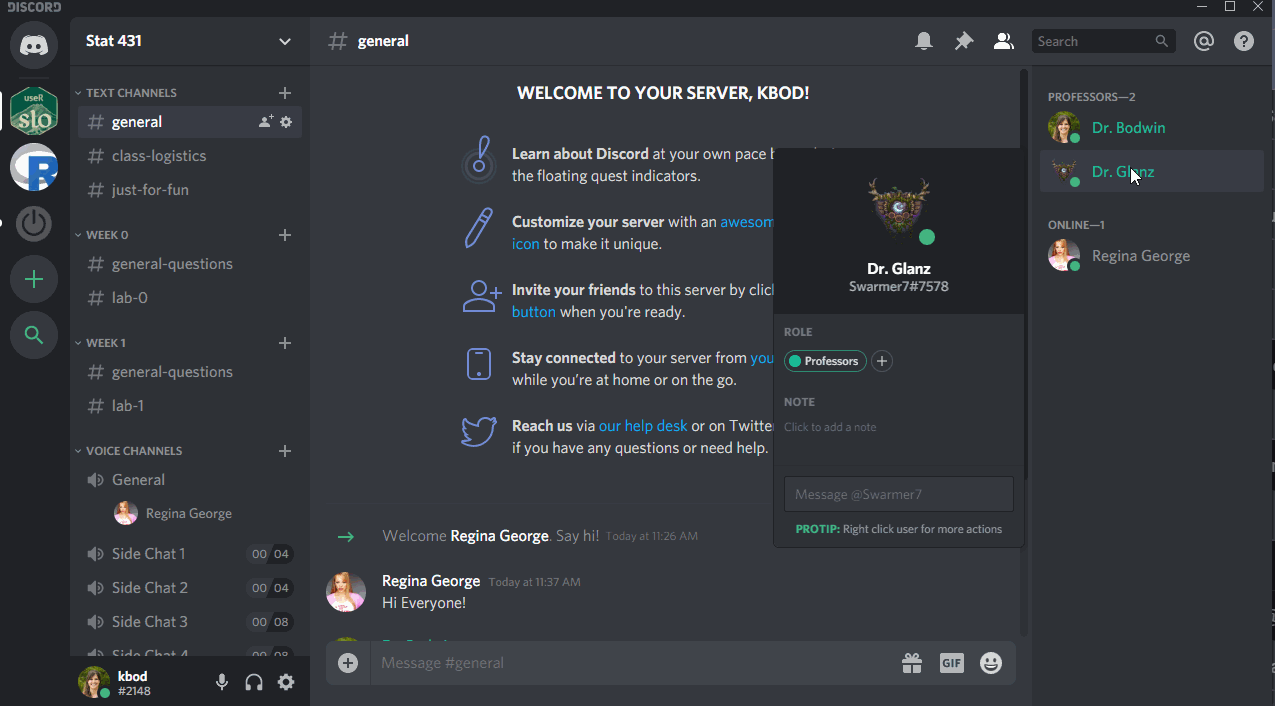 DISCORD
useR
slo
R
Stat 431
TEXT CHANNELS
# general
# class-logistics
# just-for-fun
WEEK 0
# general-questions
# lab-0
WEEK 1
# general-questions
# lab-1
VOICE CHANNELS
General
Regina George
Side Chat 1 00 04
Side Chat 2 00 04
Side Chat 3 00 08
Side Chat 4 00 08
kbod
#2148
# general
Search
WELCOME TO YOUR SERVER, KBOD!
Learn about Discord at your own pace
the floating quest indicators.
Customize your server with an awesom
icon to make it unique.
Invite your friends to this server by clic
button when you're ready.
Stay connected to your server from you
while you're at home or on the go.
Reach us via our help desk or on Twitter
if you have any questions or need help.
Welcome Regina George. Say hi! Today at 11:26 AM
Regina George Today at 11:37 AM
Hi Everyone!
Message #general
GIF
Dr. Glanz
Swarmer7#7578
ROLE
Professors
NOTE
Click to add a note
Message @Swarmer7
PROTIP: Right click user for more actions
PROFESSORS—2
Dr. Bodwin
Dr. Glanz
ONLINE—1
Regina George